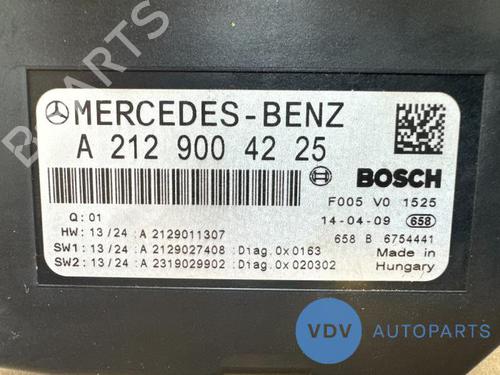 MERCEDES-BENZ
A 212 900 42 25
BOSCH
F005 V0 1525
Q: 01
14-04-09 658
HW: 13/24 :A 2129011307
658 B 6754441
SW1: 13/24 :A 2129027408 :Diag.0x0163
Made in
SW2: 13/24 :A 2319029902 :Diag.0x020302
Hungary
VDV AUTOPARTS
PARTS